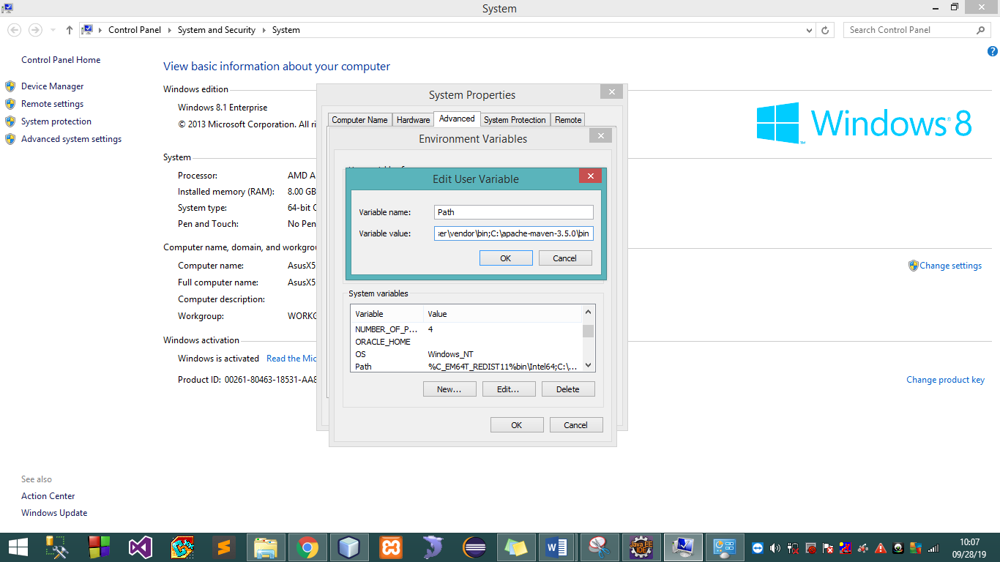 System
Control Panel
System and Security
System
Search Control Panel
Control Panel Home
Device Manager
Remote settings
System protection
Advanced system settings
View basic information about your computer
Windows edition
Windows 8.1 Enterprise
© 2013 Microsoft Corporation. All ri
Windows 8
System
Processor: AMD A
Installed memory (RAM): 8.00 GB
System type: 64-bit O
Pen and Touch: No Pen
Computer name, domain, and workgrou
Computer name: AsusX5
Full computer name: AsusX5
Computer description:
Workgroup: WORKG
Change settings
Windows activation
Windows is activated Read the Mic
Product ID: 00261-80463-18531-AA8
Change product key
System Properties
Computer Name Hardware Advanced System Protection Remote
Environment Variables
Edit User Variable
Variable name: Path
Variable value: ser\vendor\bin;C:\apache-maven-3.5.0\bin
OK Cancel
System variables
Variable Value
NUMBER_OF_P... 4
ORACLE_HOME
OS Windows_NT
Path %C_EM64T_REDIST11%bin\Intel64;C:\...
New... Edit... Delete
OK Cancel
See also
Action Center
Windows Update
Java EE
IDE
10:07
09/28/19